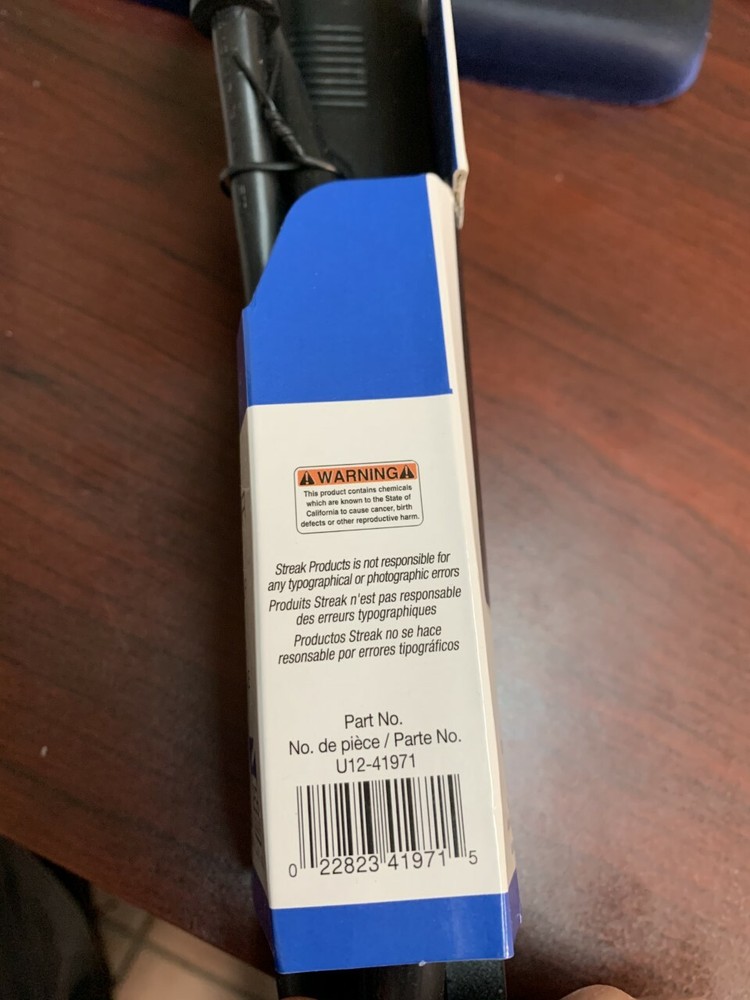 WARNING
This product contains chemicals
which are known to the State of
California to cause cancer, birth
defects or other reproductive harm.
Streak Products is not responsible for
any typographical or photographic errors
Produits Streak n'est pas responsable
des erreurs typographiques
Productos Streak no se hace
resonsable por errores tipográficos
Part No.
No. de pièce / Parte No.
U12-41971
0 22823 41971 5